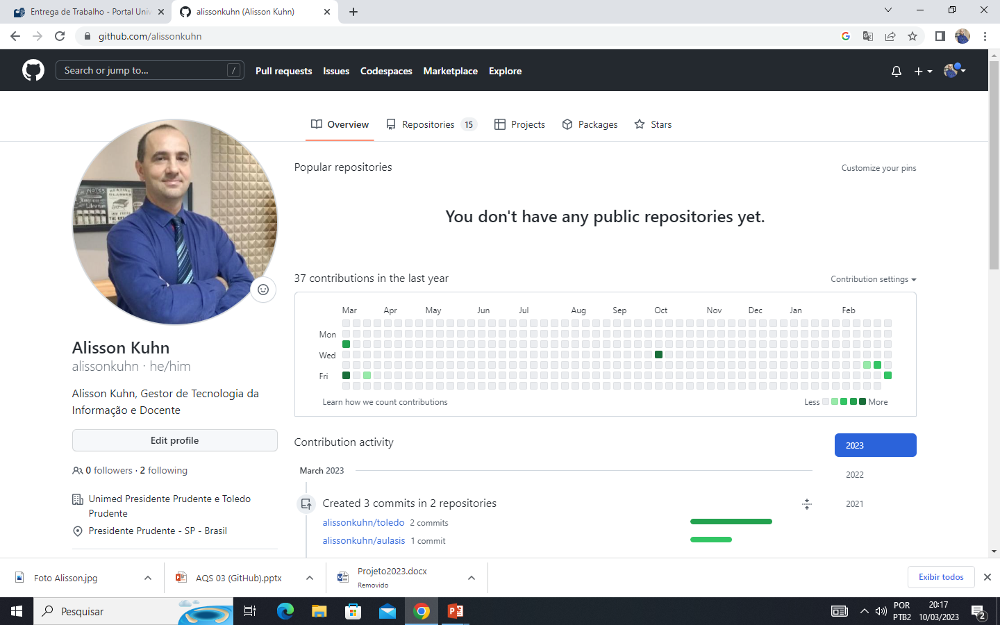 Entrega de Trabalho - Portal Univ
alissonkuhn (Alisson Kuhn)
github.com/alissonkuhn
Search or jump to...
/
Pull requests
Issues
Codespaces
Marketplace
Explore
Overview
Repositories 15
Projects
Packages
Stars
Popular repositories
Customize your pins
You don't have any public repositories yet.
37 contributions in the last year
Contribution settings
Mar Apr May Jun Jul Aug Sep Oct Nov Dec Jan Feb
Mon
Wed
Fri
Learn how we count contributions
Less
More
Alisson Kuhn
alissonkuhn · he/him
Alisson Kuhn, Gestor de Tecnologia da
Informação e Docente
Edit profile
0 followers · 2 following
Unimed Presidente Prudente e Toledo
Prudente
Presidente Prudente - SP - Brasil
Contribution activity
2023
2022
2021
March 2023
Created 3 commits in 2 repositories
alissonkuhn/toledo 2 commits
alissonkuhn/aulasis 1 commit
Foto Alisson.jpg
AQS 03 (GitHub).pptx
Projeto2023.docx
Removido
Exibir todos
Pesquisar
POR
PTB2
20:17
10/03/2023
2